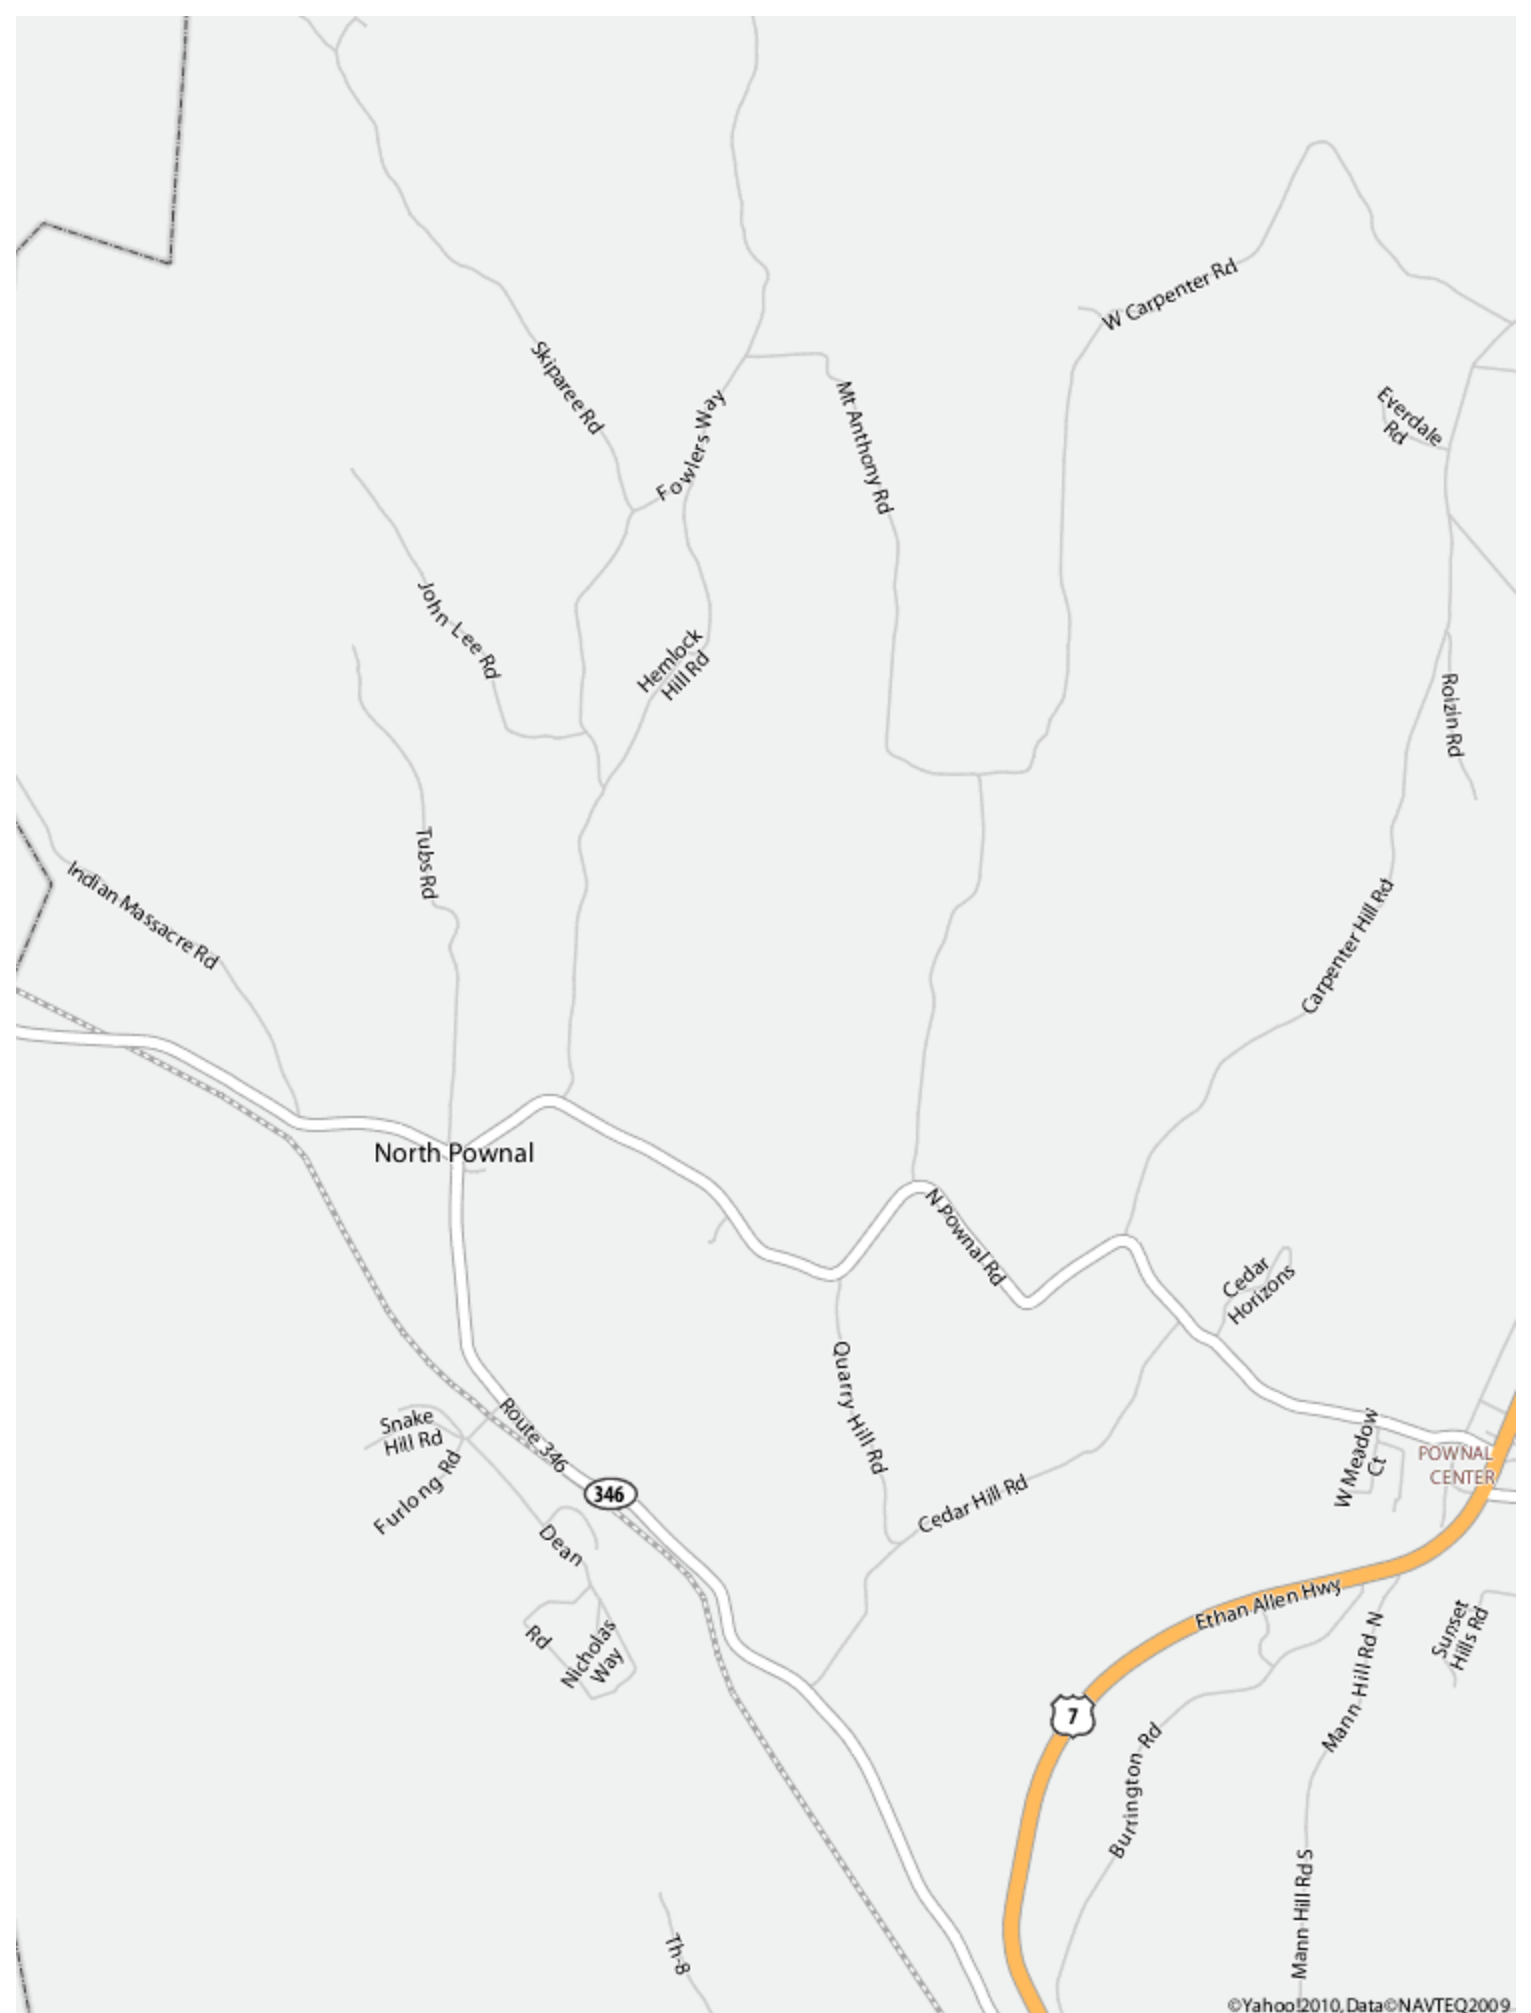 W Carpenter Rd
Skiparee Rd
Fowlers Way
Mt Anthony Rd
Everdale
Rd
John Lee Rd
Hemlock
Hill Rd
Roizin Rd
Tubs Rd
Indian Massacre Rd
Carpenter Hill Rd
North Pownal
N Pownal Rd
Cedar
Horizons
Quarry Hill Rd
Snake
Hill Rd
Route 346
Furlong Rd
346
W Meadow
Ct
POWNAL
CENTER
Cedar Hill Rd
Dean
Rd
Nicholas
Way
Ethan Allen Hwy
Sunset
Hills Rd
Mann Hill Rd N
7
Burrington Rd
Mann Hill Rd S
Th-8
©Yahoo!2010, Data©NAVTEQ2009